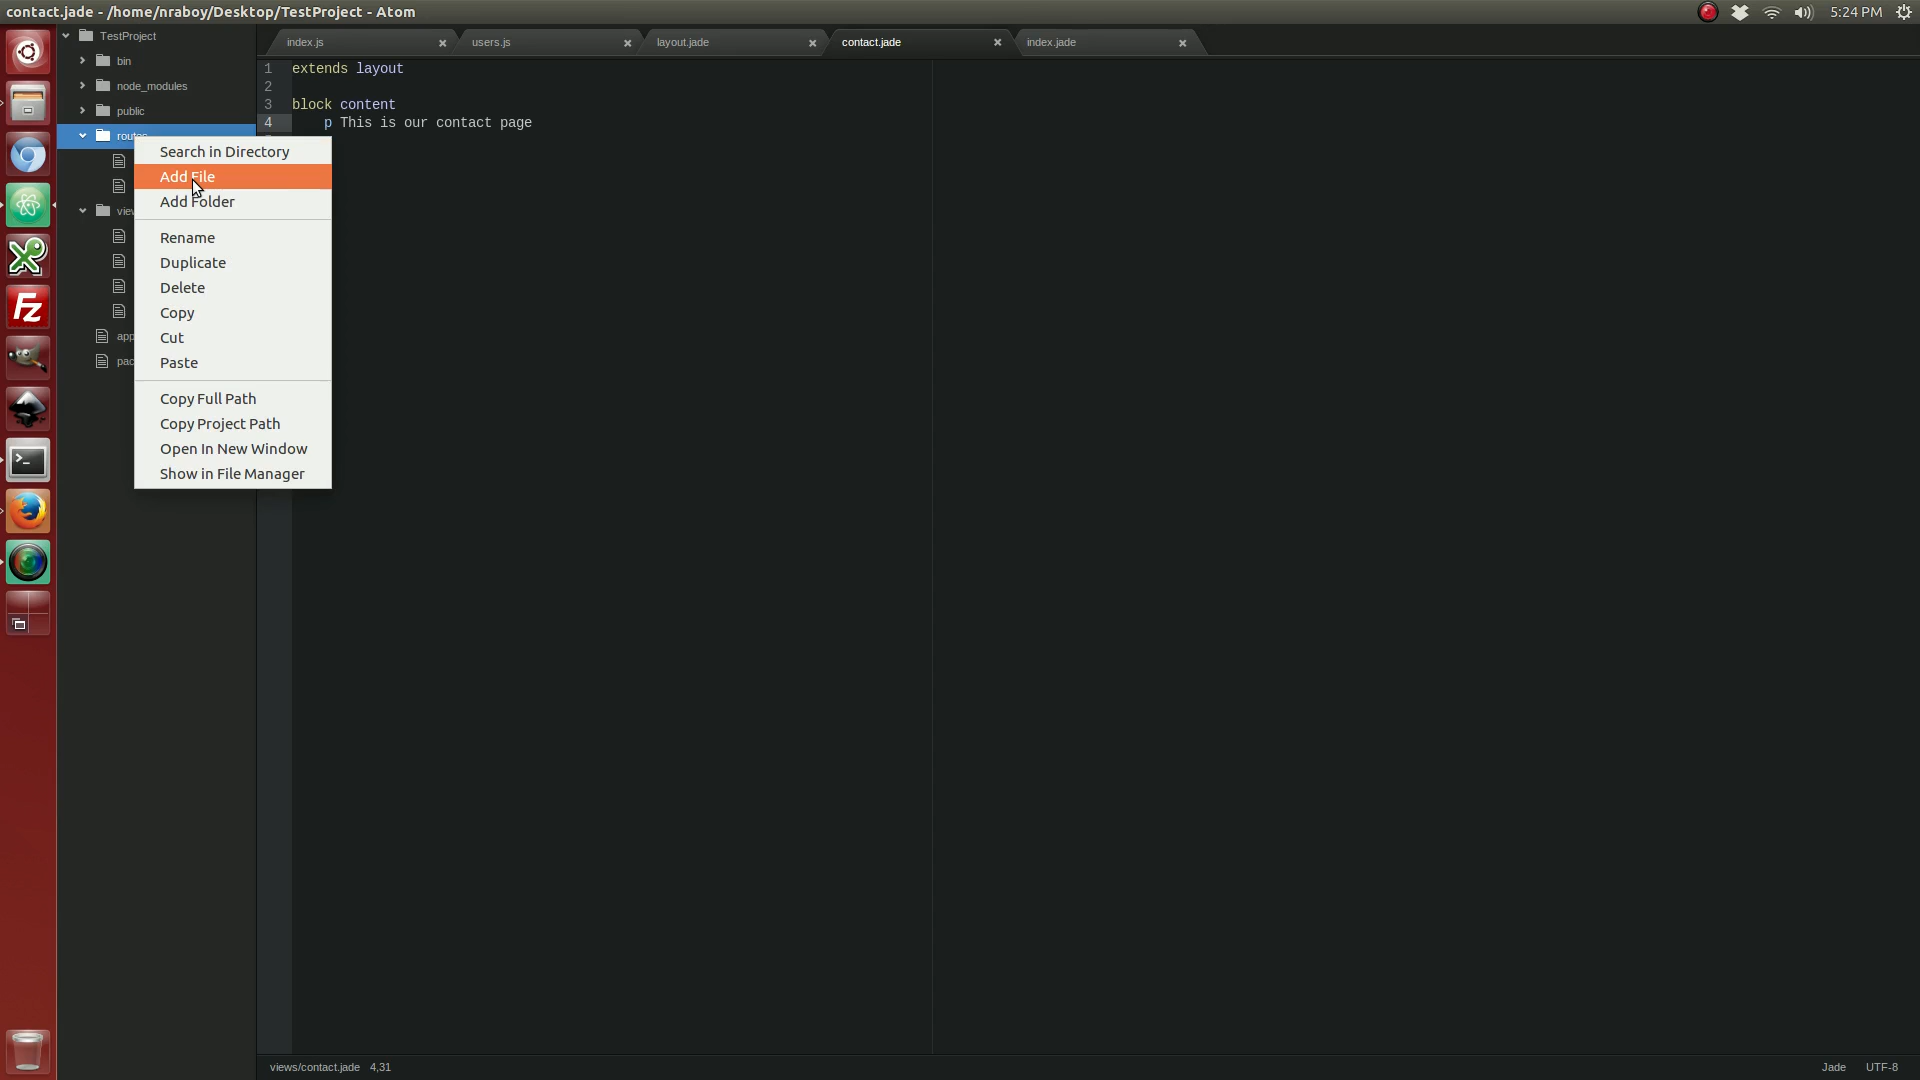 contact.jade - /home/nraboy/Desktop/TestProject - Atom
5:24 PM
TestProject
bin
node_modules
public
index.js
users.js
layout.jade
contact.jade
index.jade
1 extends layout
2
3 block content
4 p This is our contact page
Search in Directory
Add File
Add Folder
Rename
Duplicate
Delete
Copy
Cut
Paste
Copy Full Path
Copy Project Path
Open In New Window
Show in File Manager
app
pac
Fz
views/contact.jade 4,31
Jade UTF-8